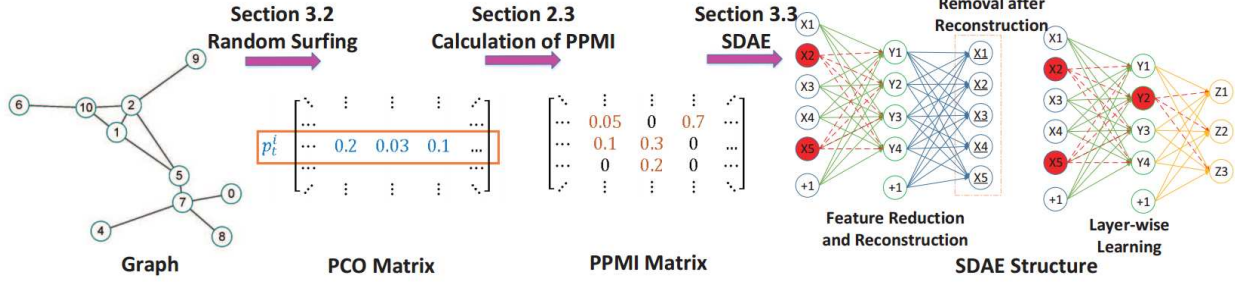 Section 3.2
Random Surfing
Section 2.3
Calculation of PPMI
Section 3.3
SDAE
Removal after
Reconstruction
9
6
10
2
1
5
7
0
4
8
Graph
⋱ ⋮ ⋮ ⋮ ⋰
... ...
p_t^i ... 0.2 0.03 0.1 ...
... ...
⋰ ⋮ ⋮ ⋮ ⋱
PCO Matrix
⋱ ⋮ ⋮ ⋮ ⋰
... 0.05 0 0.7 ...
... 0.1 0.3 0 ...
... 0 0.2 0 ...
⋰ ⋮ ⋮ ⋮ ⋱
PPMI Matrix
X1
X2
X3
X4
X5
+1
Y1
Y2
Y3
Y4
+1
X1
X2
X3
X4
X5
Feature Reduction
and Reconstruction
X1
X2
X3
X4
X5
+1
Y1
Y2
Y3
Y4
+1
Z1
Z2
Z3
Layer-wise
Learning
SDAE Structure